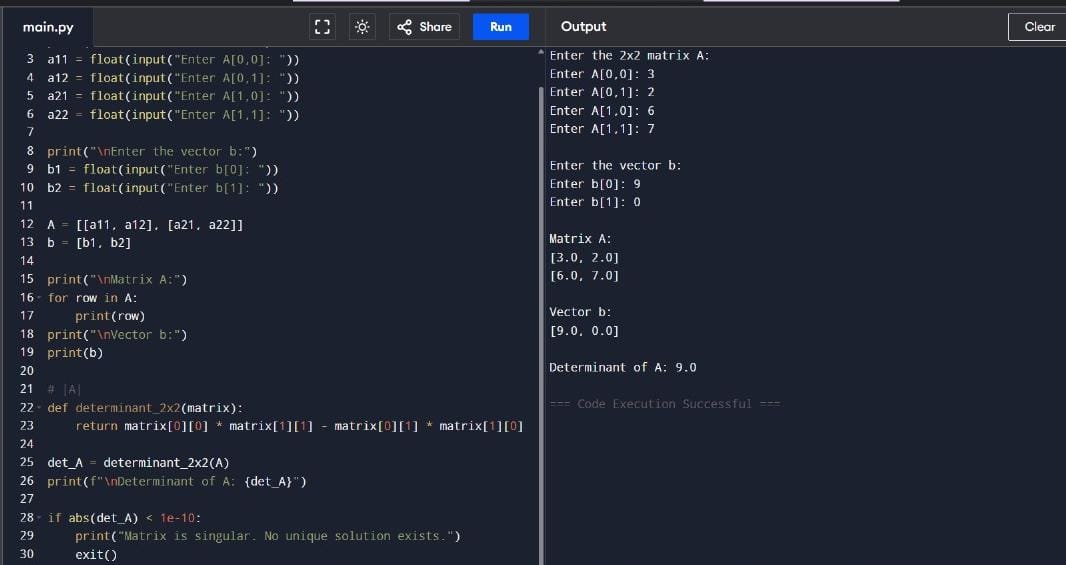 main.py
Share
Run
Output
Clear
3 a11 = float(input("Enter A[0,0]: "))
4 a12 = float(input("Enter A[0,1]: "))
5 a21 = float(input("Enter A[1,0]: "))
6 a22 = float(input("Enter A[1,1]: "))
7
8 print("\nEnter the vector b:")
9 b1 = float(input("Enter b[0]: "))
10 b2 = float(input("Enter b[1]: "))
11
12 A = [[a11, a12], [a21, a22]]
13 b = [b1, b2]
14
15 print("\nMatrix A:")
16 for row in A:
17     print(row)
18 print("\nVector b:")
19 print(b)
20
21 # |A|
22 def determinant_2x2(matrix):
23     return matrix[0][0] * matrix[1][1] - matrix[0][1] * matrix[1][0]
24
25 det_A = determinant_2x2(A)
26 print(f"\nDeterminant of A: {det_A}")
27
28 if abs(det_A) < 1e-10:
29     print("Matrix is singular. No unique solution exists.")
30     exit()
Enter the 2x2 matrix A:
Enter A[0,0]: 3
Enter A[0,1]: 2
Enter A[1,0]: 6
Enter A[1,1]: 7
Enter the vector b:
Enter b[0]: 9
Enter b[1]: 0
Matrix A:
[3.0, 2.0]
[6.0, 7.0]
Vector b:
[9.0, 0.0]
Determinant of A: 9.0
=== Code Execution Successful ===